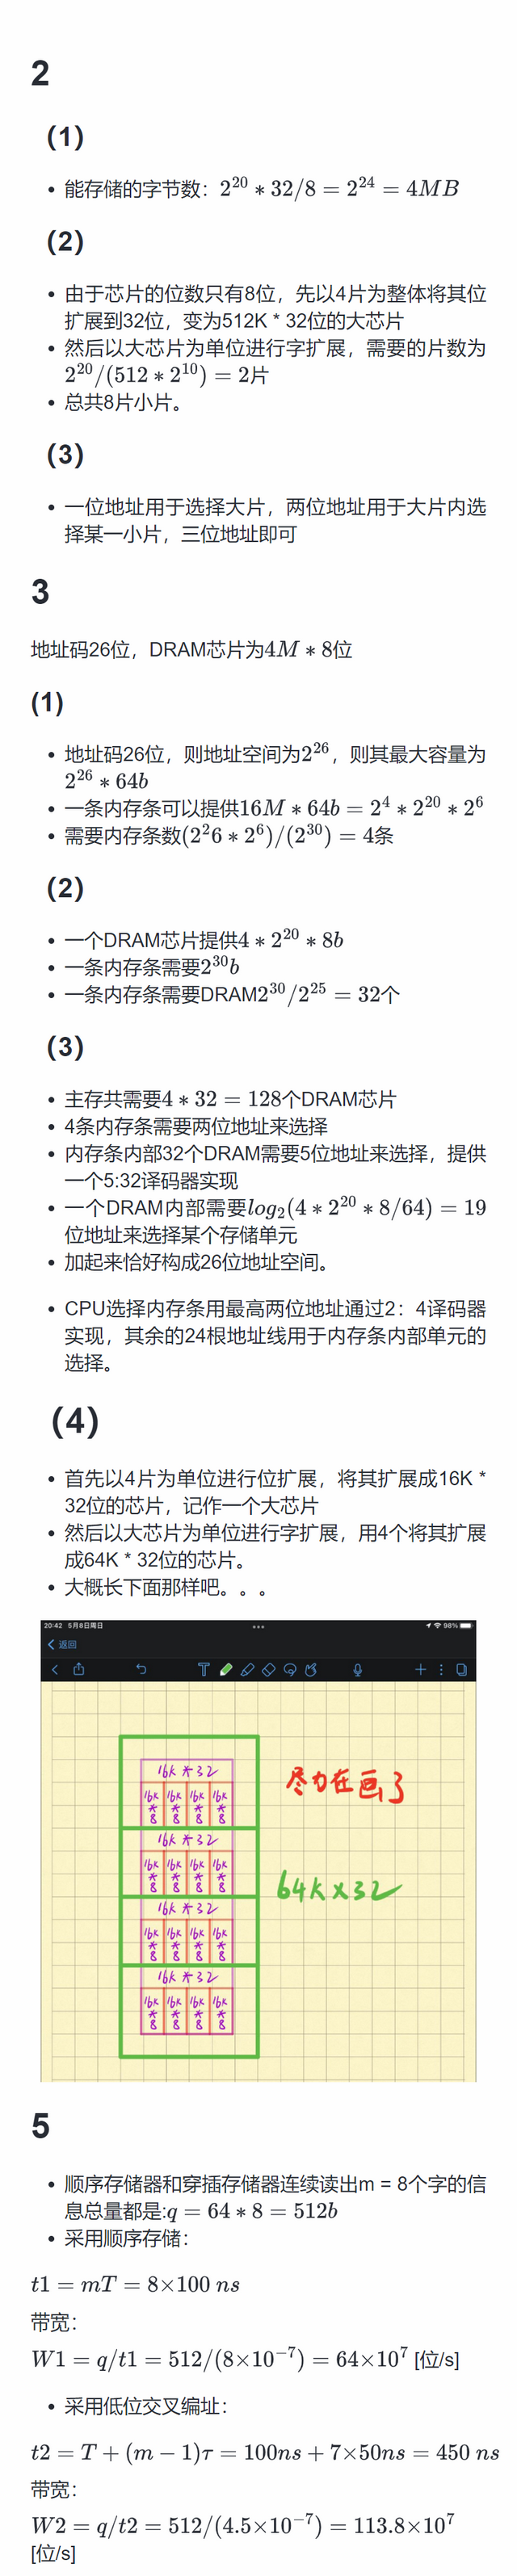 2
（1）
• 能存储的字节数：2^{20} * 32/8 = 2^{24} = 4MB
（2）
• 由于芯片的位数只有8位，先以4片为整体将其位
扩展到32位，变为512K * 32位的大芯片
• 然后以大芯片为单位进行字扩展，需要的片数为
2^{20}/(512 * 2^{10}) = 2片
• 总共8片小片。
（3）
• 一位地址用于选择大片，两位地址用于大片内选
择某一小片，三位地址即可
3
地址码26位，DRAM芯片为4M * 8位
(1)
• 地址码26位，则地址空间为2^{26}，则其最大容量为
2^{26} * 64b
• 一条内存条可以提供16M * 64b = 2^4 * 2^{20} * 2^6
• 需要内存条数(2^26 * 2^6)/(2^{30}) = 4条
（2）
• 一个DRAM芯片提供4 * 2^{20} * 8b
• 一条内存条需要2^{30}b
• 一条内存条需要DRAM2^{30}/2^{25} = 32个
（3）
• 主存共需要4 * 32 = 128个DRAM芯片
• 4条内存条需要两位地址来选择
• 内存条内部32个DRAM需要5位地址来选择，提供
一个5:32译码器实现
• 一个DRAM内部需要log_2(4 * 2^{20} * 8/64) = 19
位地址来选择某个存储单元
• 加起来恰好构成26位地址空间。
• CPU选择内存条用最高两位地址通过2：4译码器
实现，其余的24根地址线用于内存条内部单元的
选择。
（4）
• 首先以4片为单位进行位扩展，将其扩展成16K *
32位的芯片，记作一个大芯片
• 然后以大芯片为单位进行字扩展，用4个将其扩展
成64K * 32位的芯片。
• 大概长下面那样吧。。。
20:42 5月8日周日
98%
返回
16K * 32
16K * 8 16K * 8 16K * 8 16K * 8
尽力在画了
16K * 32
16K * 8 16K * 8 16K * 8 16K * 8
64K×32
16K * 32
16K * 8 16K * 8 16K * 8 16K * 8
16K * 32
16K * 8 16K * 8 16K * 8 16K * 8
5
• 顺序存储器和穿插存储器连续读出m = 8个字的信
息总量都是:q = 64 * 8 = 512b
• 采用顺序存储：
t1 = mT = 8×100 ns
带宽：
W1 = q/t1 = 512/(8×10^{-7}) = 64×10^7 [位/s]
• 采用低位交叉编址：
t2 = T + (m − 1)τ = 100ns + 7×50ns = 450 ns
带宽：
W2 = q/t2 = 512/(4.5×10^{-7}) = 113.8×10^7
[位/s]